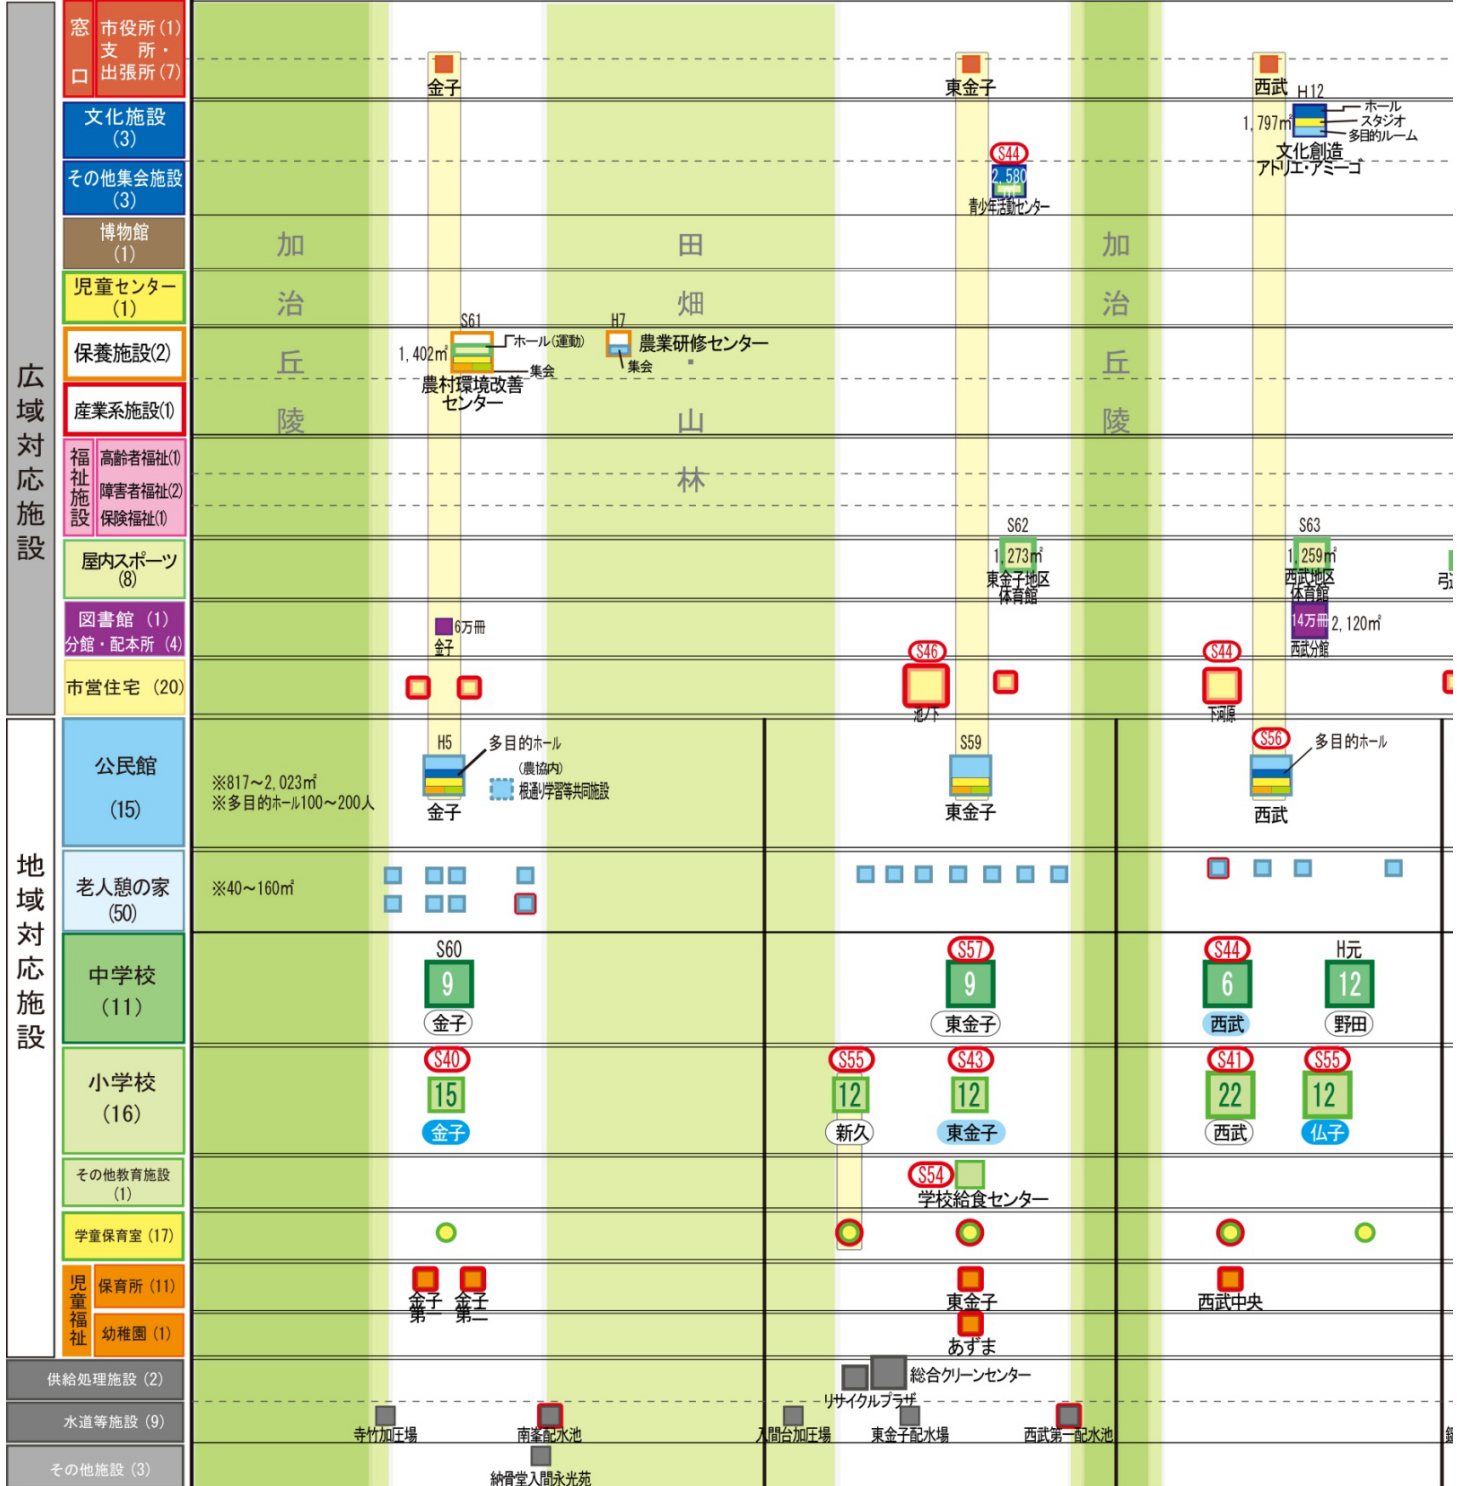 広域対応施設
窓口
市役所(1)
支所・
出張所(7)
金子
東金子
西武
文化施設
(3)
H12
1,797㎡
ホール
スタジオ
多目的ルーム
文化創造
アトリエ・アミーゴ
その他集会施設
(3)
S44
2,580
青少年活動センター
博物館
(1)
加治丘陵
田畑・山林
加治丘陵
児童センター
(1)
保養施設(2)
S61
1,402㎡
ホール(運動)
集会
農村環境改善
センター
H7
農業研修センター
集会
産業系施設(1)
福祉施設
高齢者福祉(1)
障害者福祉(2)
保険福祉(1)
屋内スポーツ
(8)
S62
1,273㎡
東金子地区
体育館
S63
1,259㎡
西武地区
体育館
図書館 (1)
分館・配本所 (4)
6万冊
金子
14万冊
2,120㎡
西武分館
市営住宅 (20)
S46
池ノ下
S44
下河原
地域対応施設
公民館
(15)
※817～2,023㎡
※多目的ホール100～200人
H5
多目的ホール
金子
(農協内)
根通り学習等共同施設
S59
東金子
S56
多目的ホール
西武
老人憩の家
(50)
※40～160㎡
中学校
(11)
S60
9
金子
S57
9
東金子
S44
6
西武
H元
12
野田
小学校
(16)
S40
15
金子
S55
12
新久
S43
12
東金子
S41
22
西武
S55
12
仏子
その他教育施設
(1)
S54
学校給食センター
学童保育室 (17)
児童福祉
保育所 (11)
金子
第一
金子
第二
東金子
西武中央
幼稚園 (1)
あずま
供給処理施設 (2)
リサイクルプラザ
総合クリーンセンター
水道等施設 (9)
寺竹加圧場
南峯配水池
入間台加圧場
東金子配水場
西武第一配水池
その他施設 (3)
納骨堂入間永光苑